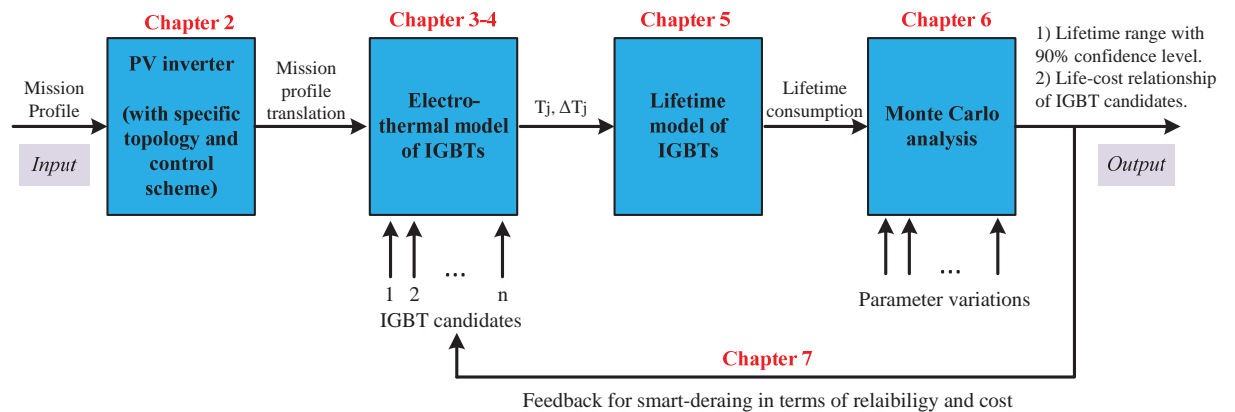 Chapter 2
Chapter 3-4
Chapter 5
Chapter 6
Mission
Profile
Input
PV inverter
(with specific
topology and
control
scheme)
Mission
profile
translation
Electro-
thermal model
of IGBTs
Tj, ΔTj
Lifetime
model of
IGBTs
Lifetime
consumption
Monte Carlo
analysis
1) Lifetime range with
90% confidence level.
2) Life-cost relationship
of IGBT candidates.
Output
1 2 ... n
IGBT candidates
...
Parameter variations
Chapter 7
Feedback for smart-deraing in terms of relaibiligy and cost